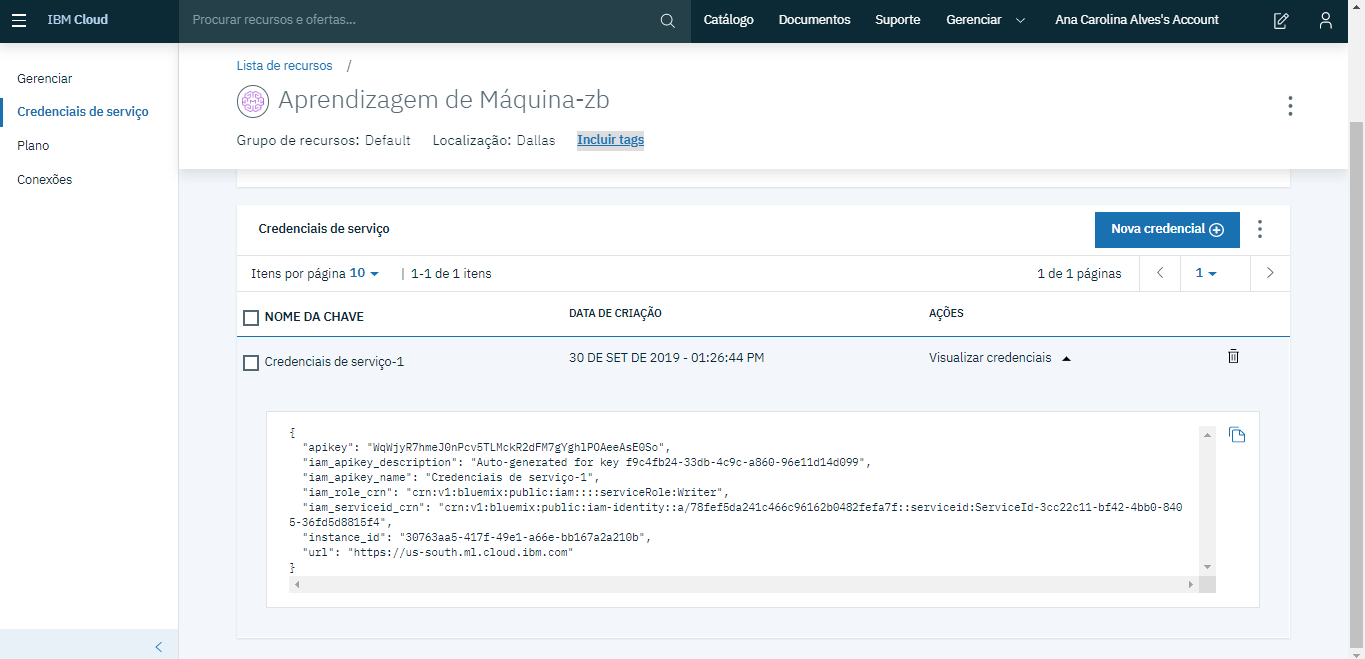 IBM Cloud
Procurar recursos e ofertas...
Catálogo
Documentos
Suporte
Gerenciar
Ana Carolina Alves's Account
Gerenciar
Credenciais de serviço
Plano
Conexões
Lista de recursos /
Aprendizagem de Máquina-zb
Grupo de recursos: Default Localização: Dallas Incluir tags
Credenciais de serviço
Nova credencial
Itens por página 10 | 1-1 de 1 itens
1 de 1 páginas
1
NOME DA CHAVE DATA DE CRIAÇÃO AÇÕES
Credenciais de serviço-1 30 DE SET DE 2019 - 01:26:44 PM Visualizar credenciais
{
"apikey": "WqWjyR7hmeJ0nPcv5TLMckR2dFM7gYghlPOAeeAsE0So",
"iam_apikey_description": "Auto-generated for key f9c4fb24-33db-4c9c-a860-96e11d14d099",
"iam_apikey_name": "Credenciais de serviço-1",
"iam_role_crn": "crn:v1:bluemix:public:iam::::serviceRole:Writer",
"iam_serviceid_crn": "crn:v1:bluemix:public:iam-identity::a/78fef5da241c466c96162b0482fefa7f::serviceid:ServiceId-3cc22c11-bf42-4bb0-840
5-36fd5d8815f4",
"instance_id": "30763aa5-417f-49e1-a66e-bb167a2a210b",
"url": "https://us-south.ml.cloud.ibm.com"
}